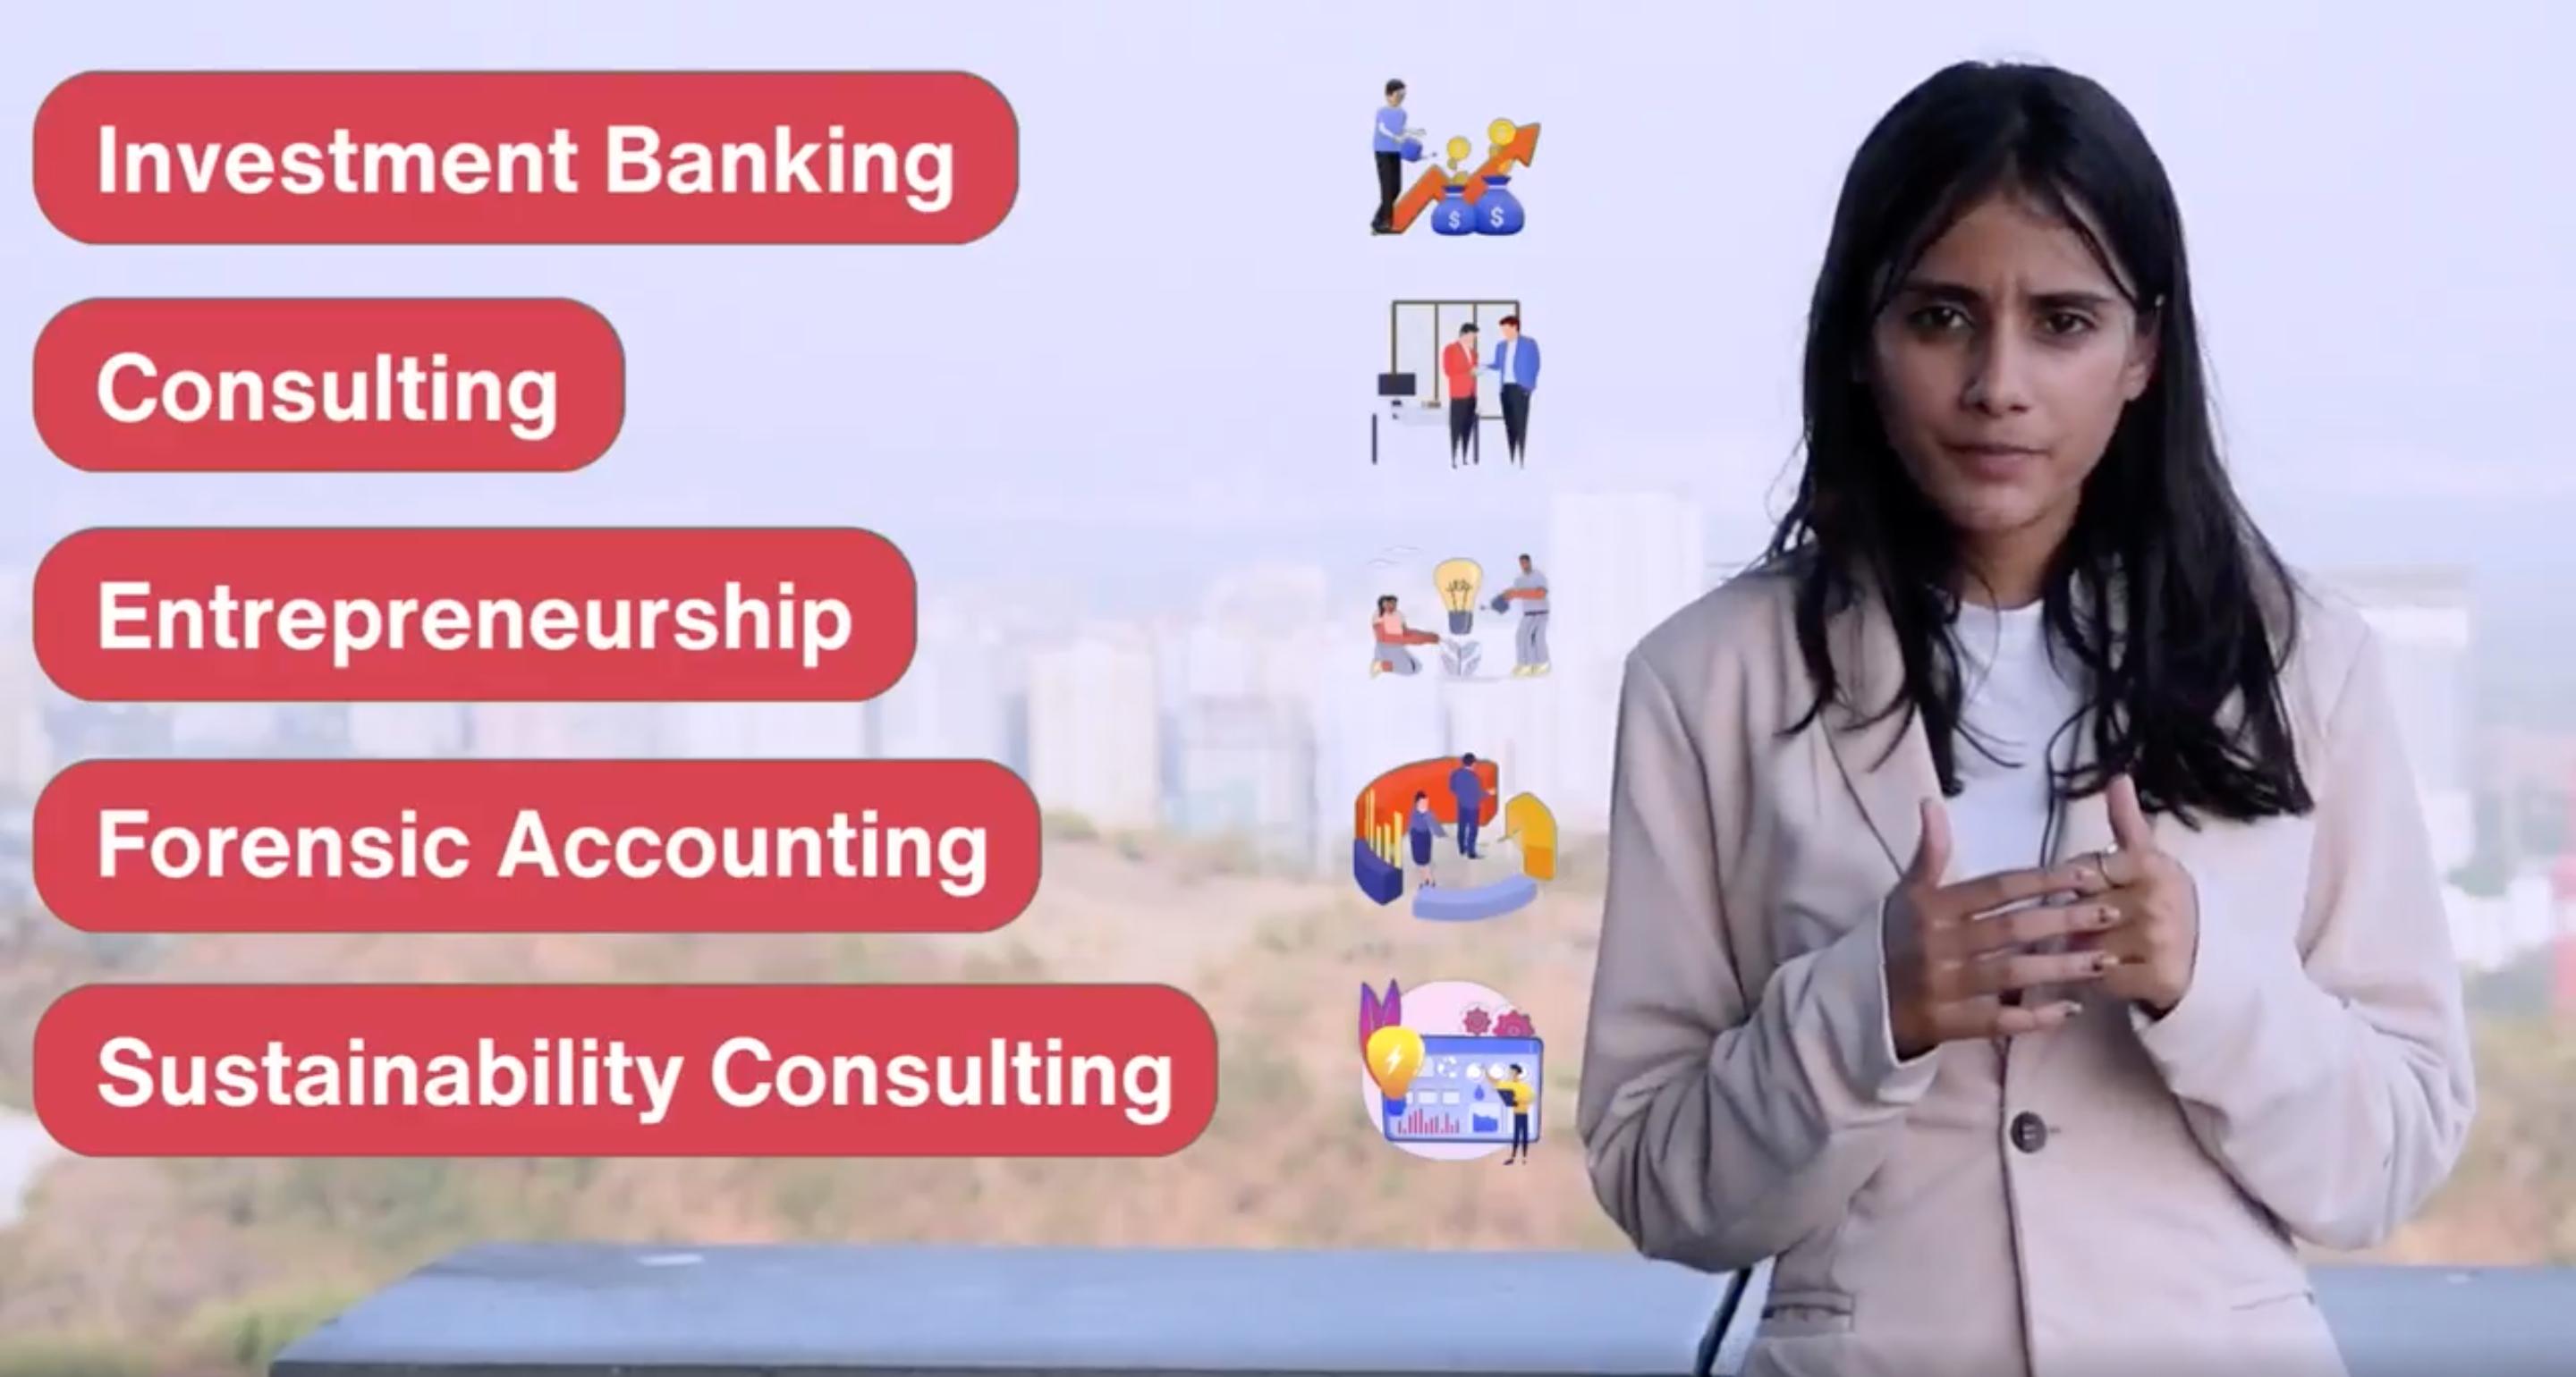 Investment Banking
Consulting
Entrepreneurship
Forensic Accounting
Sustainability Consulting